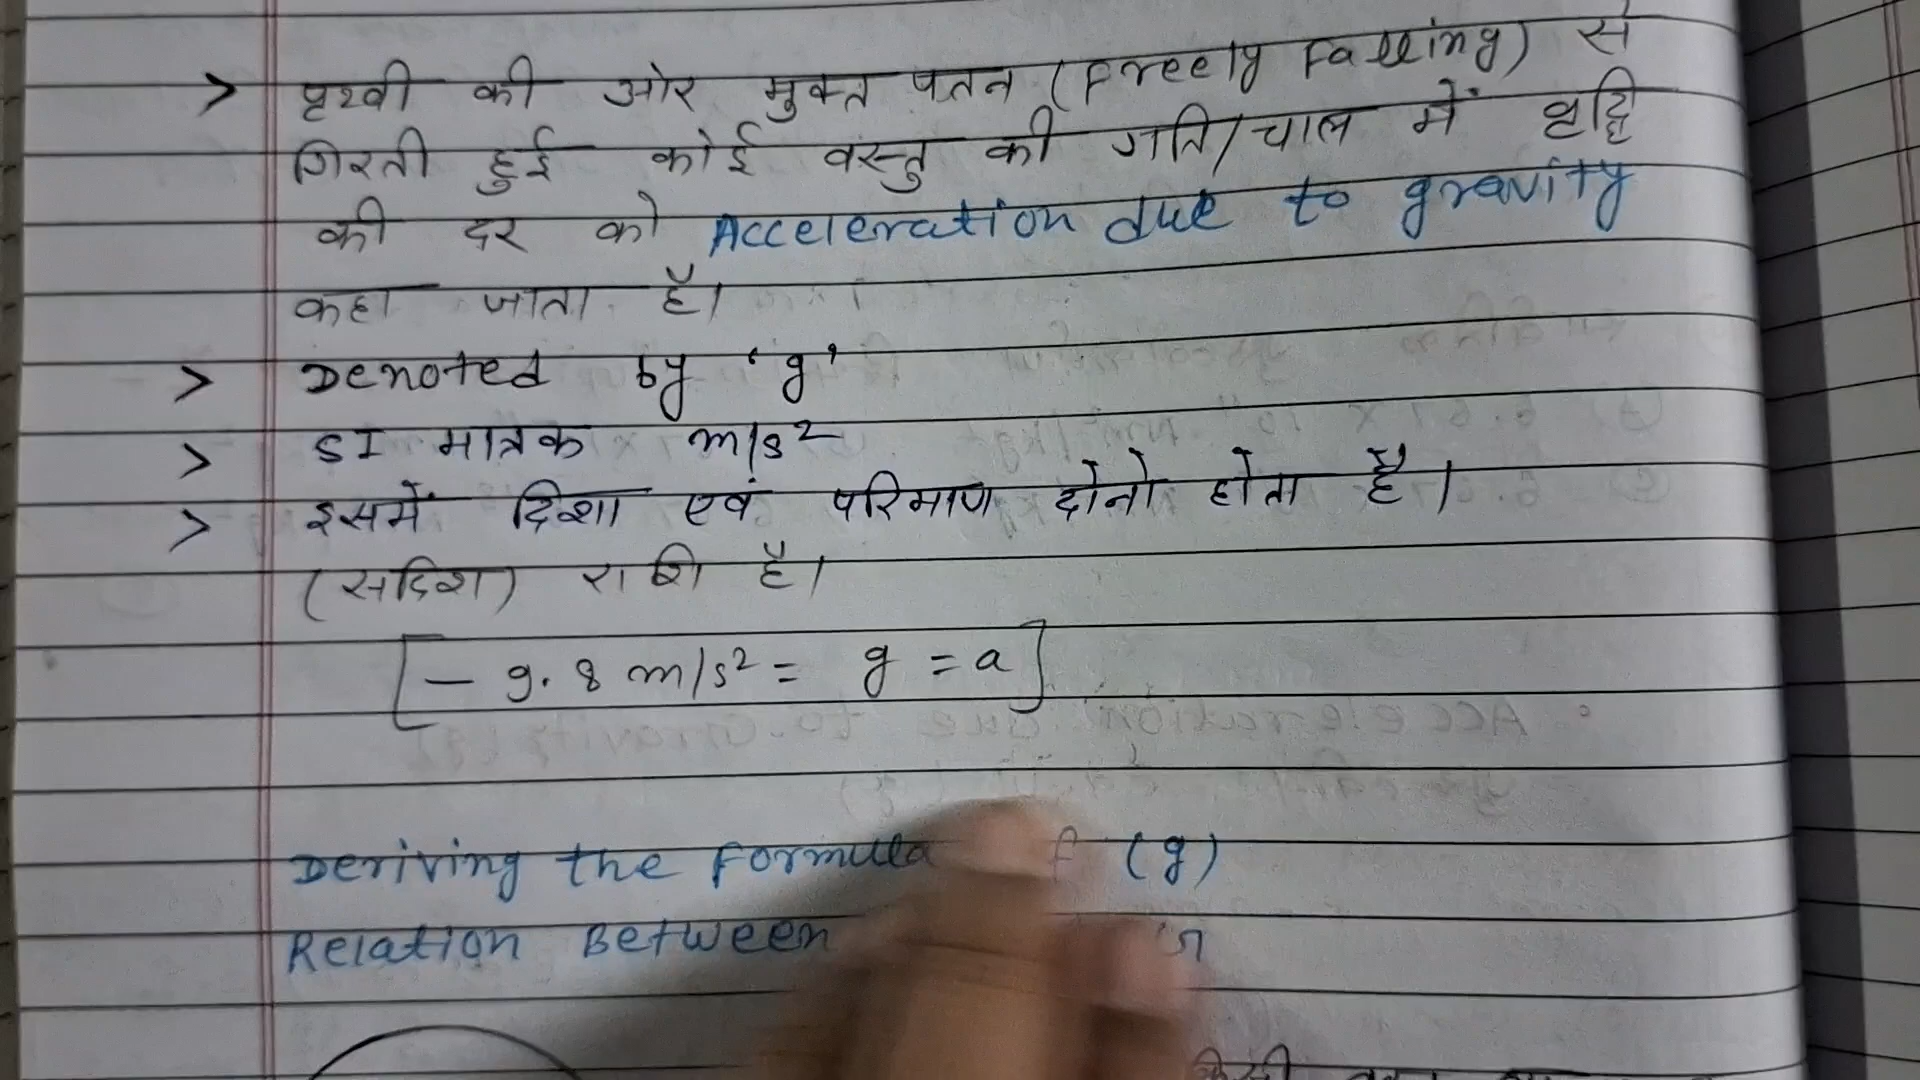 > पृथ्वी की ओर मुक्त पतन (Freely Falling) से
गिरती हुई कोई वस्तु की गति/चाल में वृद्धि
की दर को Acceleration due to gravity
कहा जाता है।
> Denoted by 'g'
> SI मात्रक m/s²
> इसमें दिशा एवं परिमाण दोनो होता है।
(सदिश) राशि है।
[- 9.8 m/s² = g = a]
Deriving the Formula (g)
Relation Between